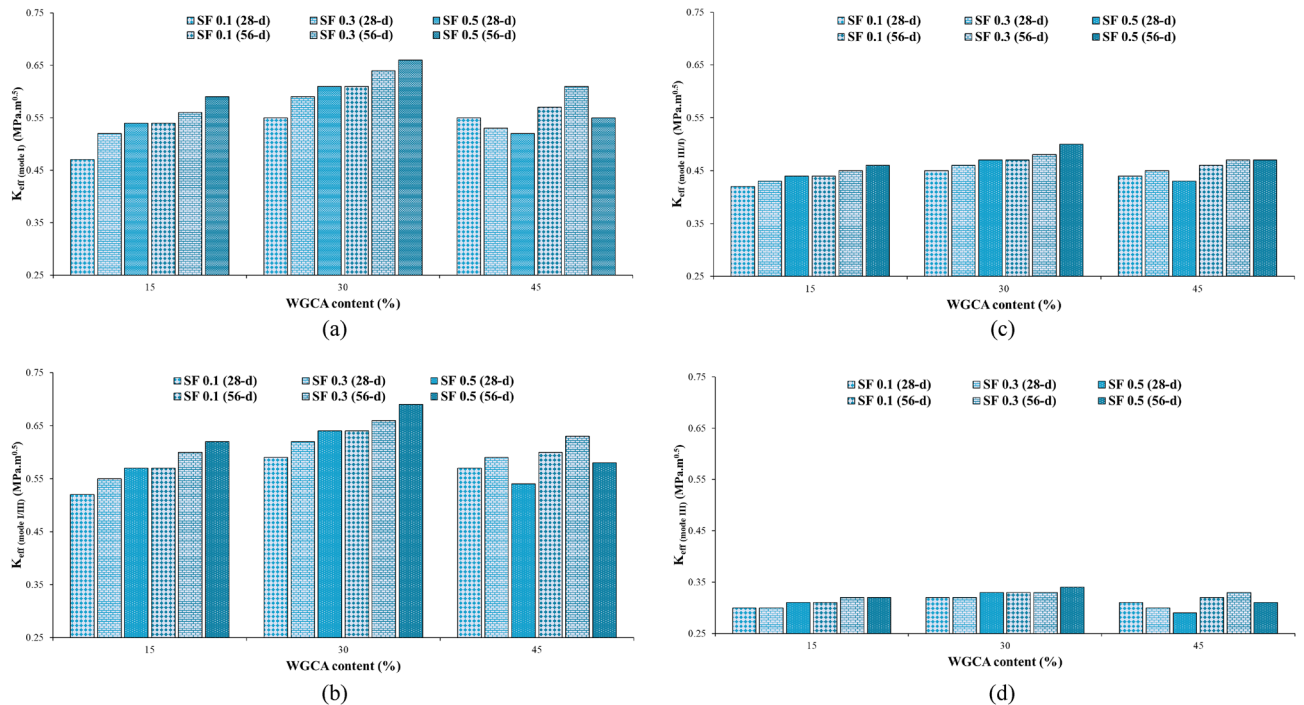 0.75
0.65
0.55
0.45
0.35
0.25
K_eff (mode I) (MPa.m^0.5)
SF 0.1 (28-d) SF 0.3 (28-d) SF 0.5 (28-d)
SF 0.1 (56-d) SF 0.3 (56-d) SF 0.5 (56-d)
15 30 45
WGCA content (%)
(a)
0.75
0.65
0.55
0.45
0.35
0.25
K_eff (mode III/I) (MPa.m^0.5)
SF 0.1 (28-d) SF 0.3 (28-d) SF 0.5 (28-d)
SF 0.1 (56-d) SF 0.3 (56-d) SF 0.5 (56-d)
15 30 45
WGCA content (%)
(c)
0.75
0.65
0.55
0.45
0.35
0.25
K_eff (mode I/III) (MPa.m^0.5)
SF 0.1 (28-d) SF 0.3 (28-d) SF 0.5 (28-d)
SF 0.1 (56-d) SF 0.3 (56-d) SF 0.5 (56-d)
15 30 45
WGCA content (%)
(b)
0.75
0.65
0.55
0.45
0.35
0.25
K_eff (mode III) (MPa.m^0.5)
SF 0.1 (28-d) SF 0.3 (28-d) SF 0.5 (28-d)
SF 0.1 (56-d) SF 0.3 (56-d) SF 0.5 (56-d)
15 30 45
WGCA content (%)
(d)